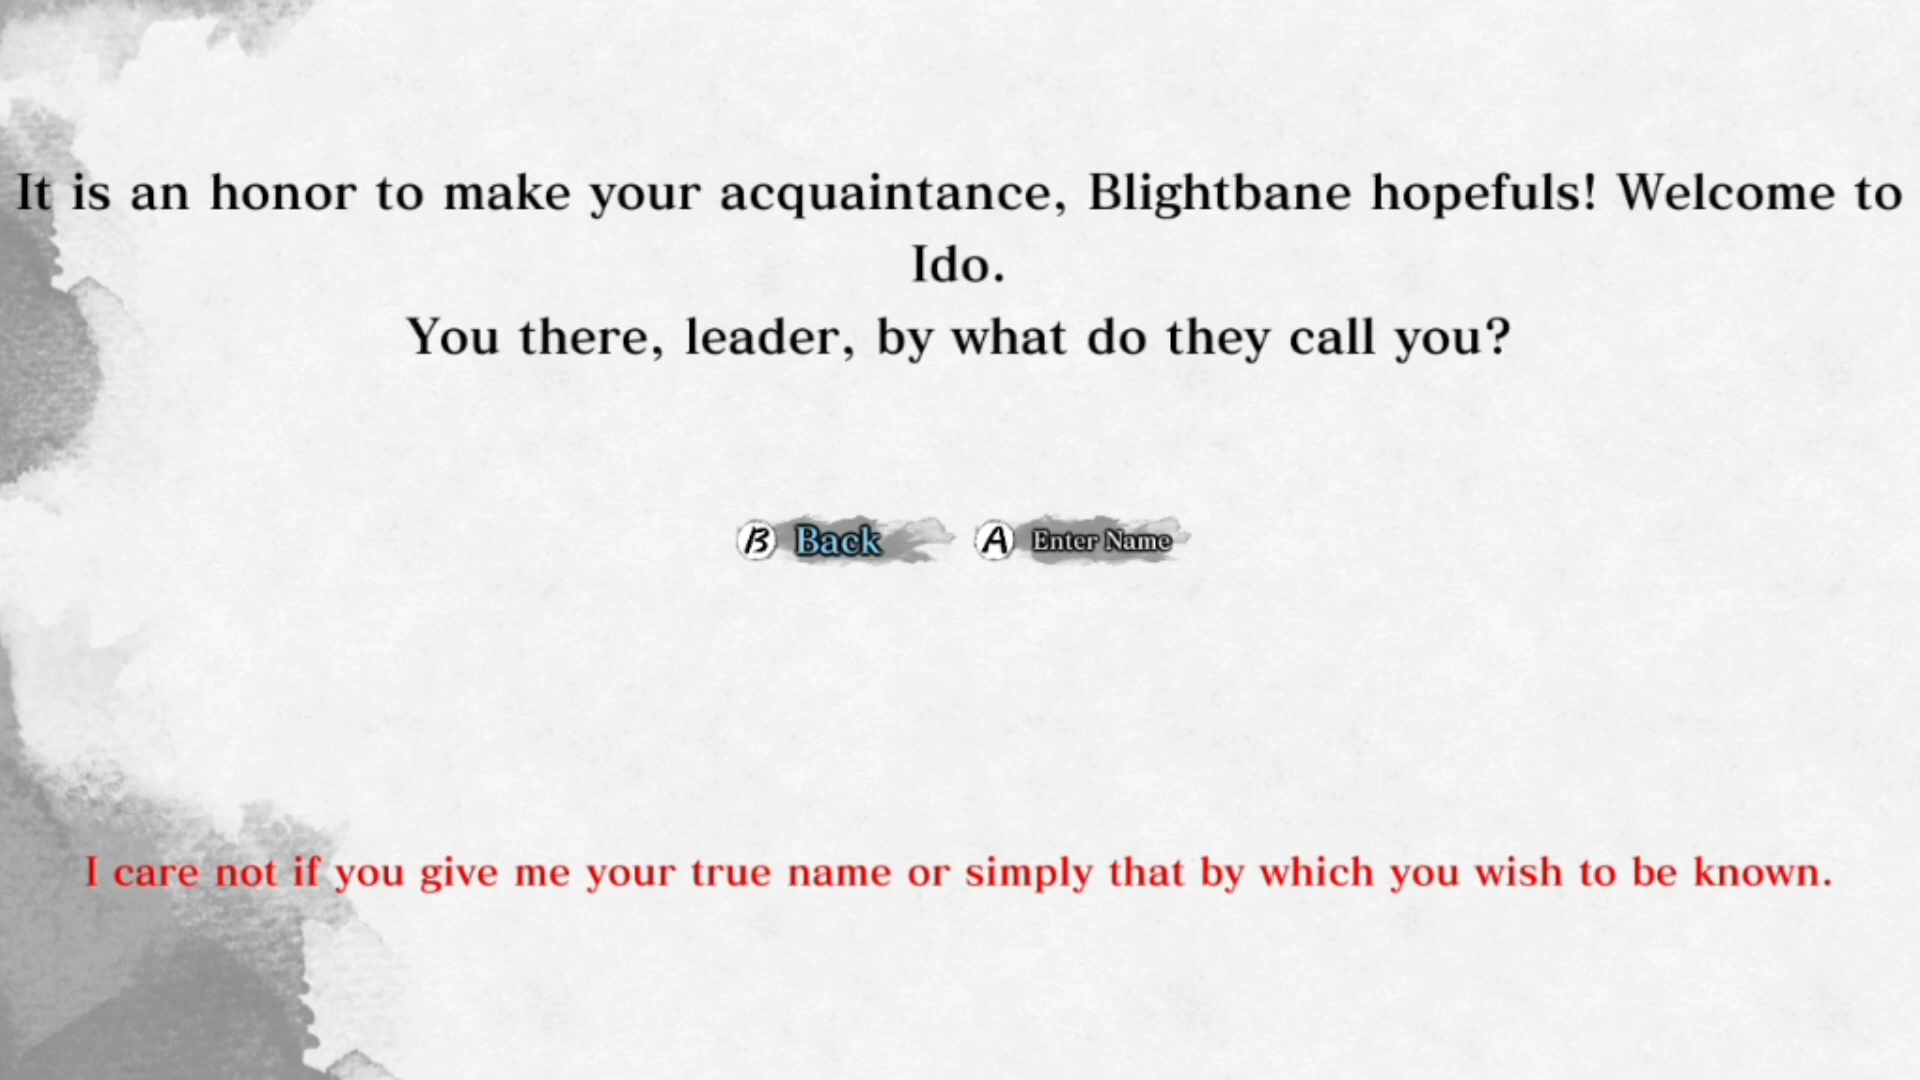 It is an honor to make your acquaintance, Blightbane hopefuls! Welcome to
Ido.
You there, leader, by what do they call you?
B Back A Enter Name
I care not if you give me your true name or simply that by which you wish to be known.